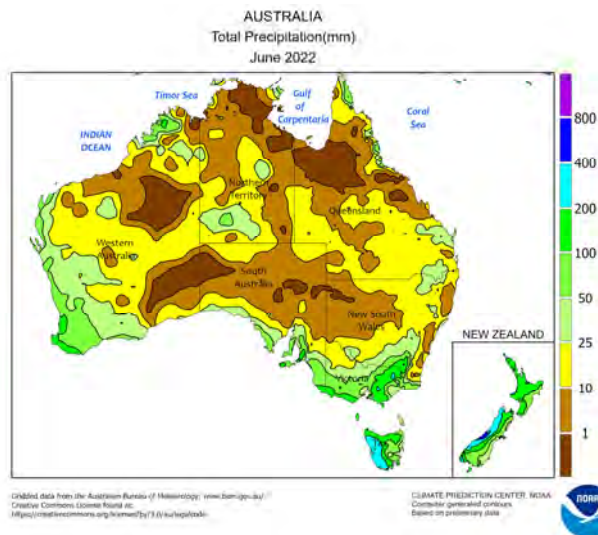 AUSTRALIA
Total Precipitation(mm)
June 2022
Timor Sea
Gulf
of
Carpentaria
Coral
Sea
INDIAN
OCEAN
Northern
Territory
Queensland
Western
Australia
South
Australia
New South
Wales
Victoria
NEW ZEALAND
800
400
200
100
50
25
10
1
Gridded data from the Australian Bureau of Meteorology; www.bom.gov.au/
Creative Commons License found at:
CLIMATE PREDICTION CENTER, NOAA
Computer generated contours
Based on preliminary data
NOAA